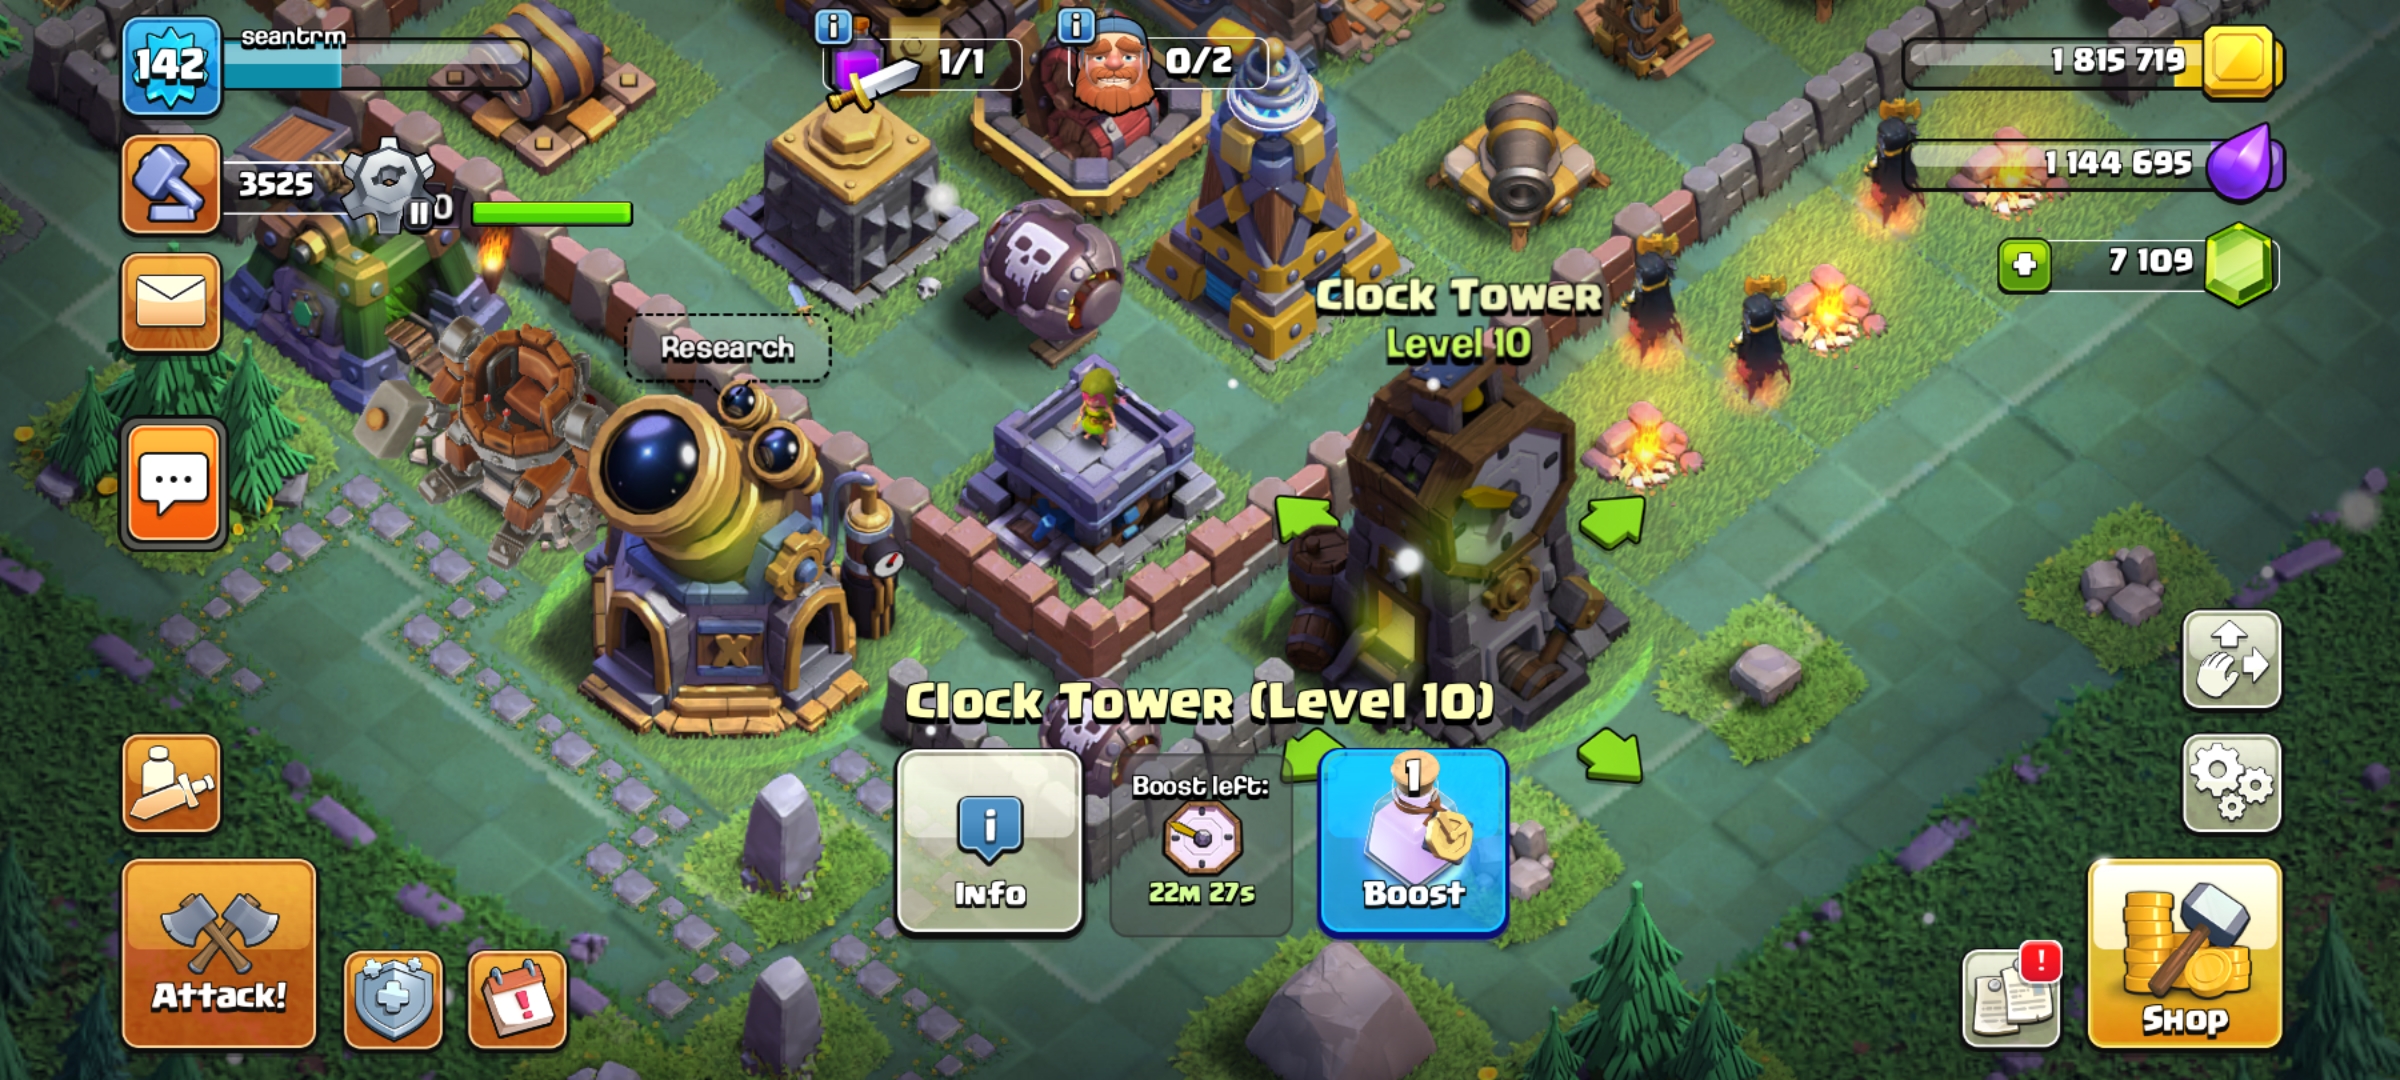 142
seantrm
1/1
0/2
1 815 719
3525
0
1 144 695
7 109
Clock Tower
Level 10
Research
Clock Tower (Level 10)
Info
Boost left:
22M 27S
1
Boost
Attack!
!
Shop